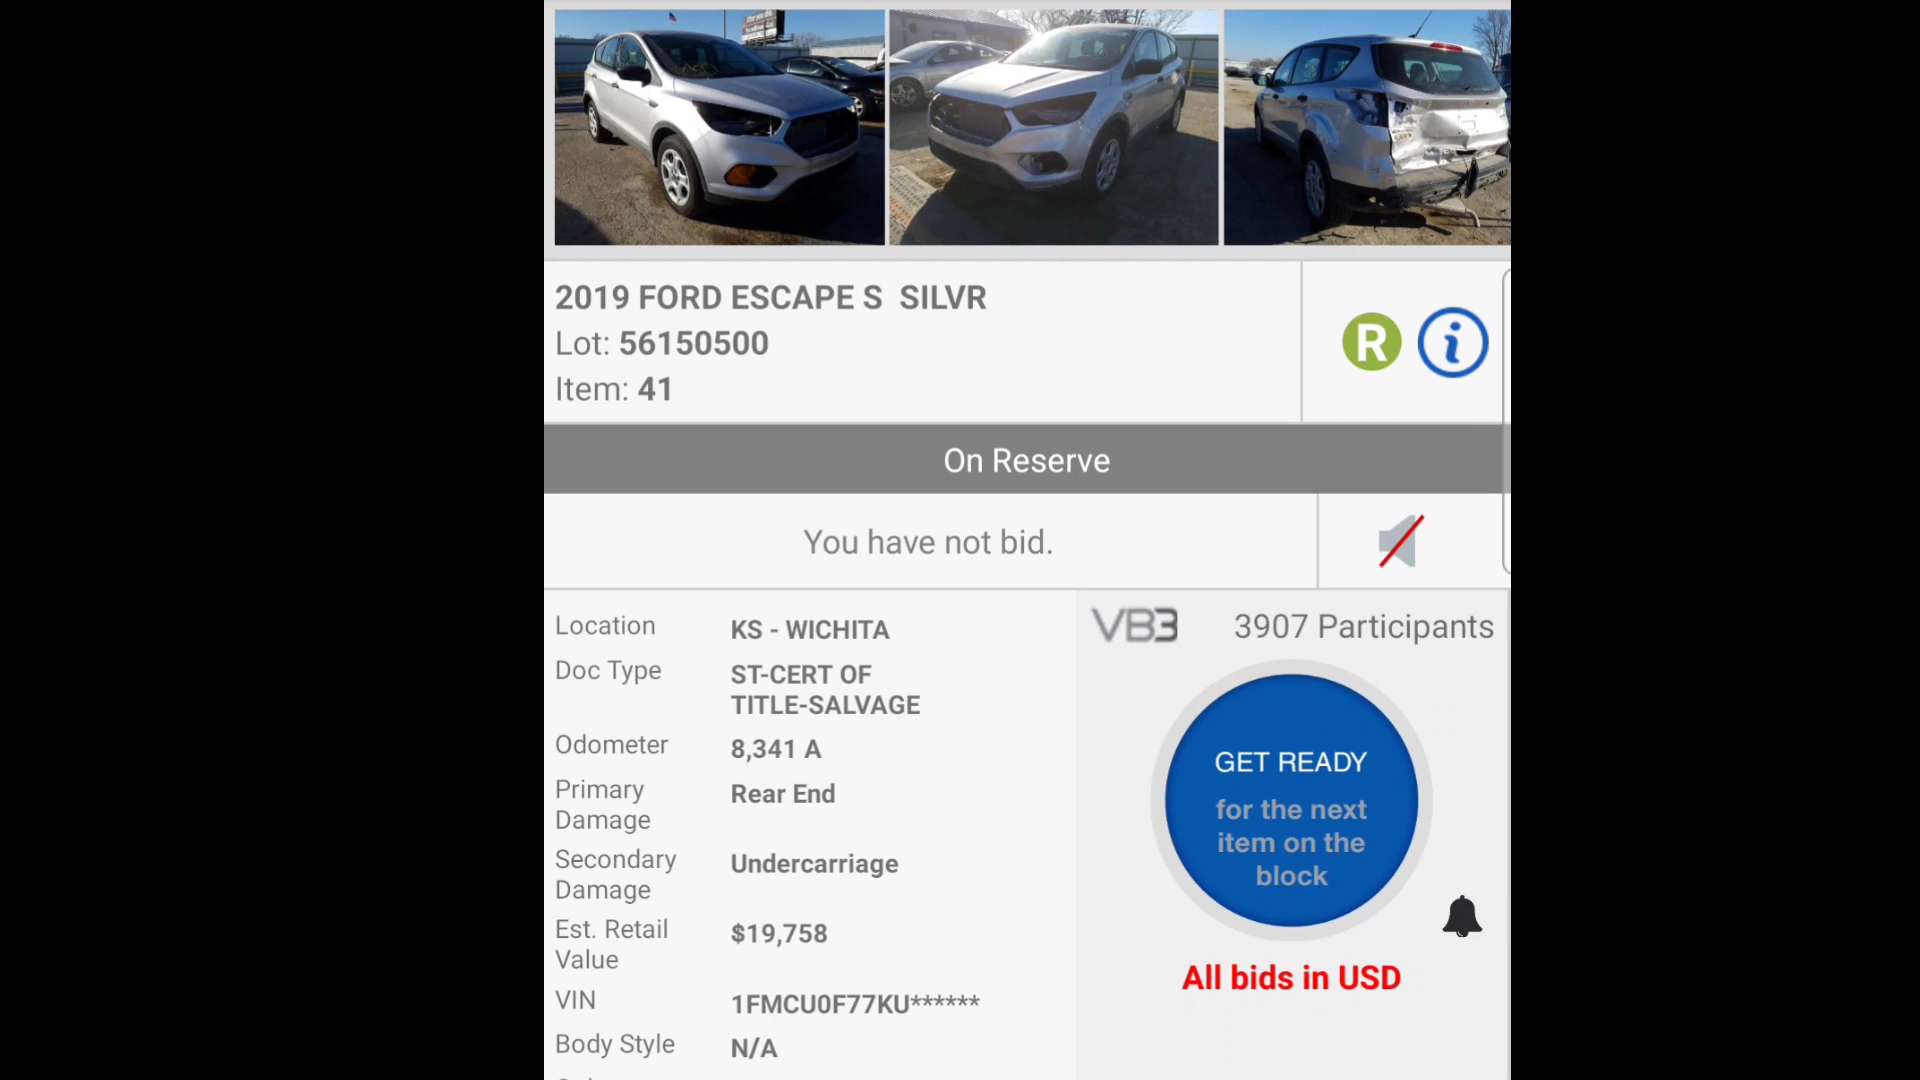 2019 FORD ESCAPE S SILVR
Lot: 56150500
Item: 41
R
i
On Reserve
You have not bid.
Location KS - WICHITA
Doc Type ST-CERT OF
TITLE-SALVAGE
Odometer 8,341 A
Primary
Damage Rear End
Secondary
Damage Undercarriage
Est. Retail
Value $19,758
VIN 1FMCU0F77KU******
Body Style N/A
VB3 3907 Participants
GET READY
for the next
item on the
block
All bids in USD